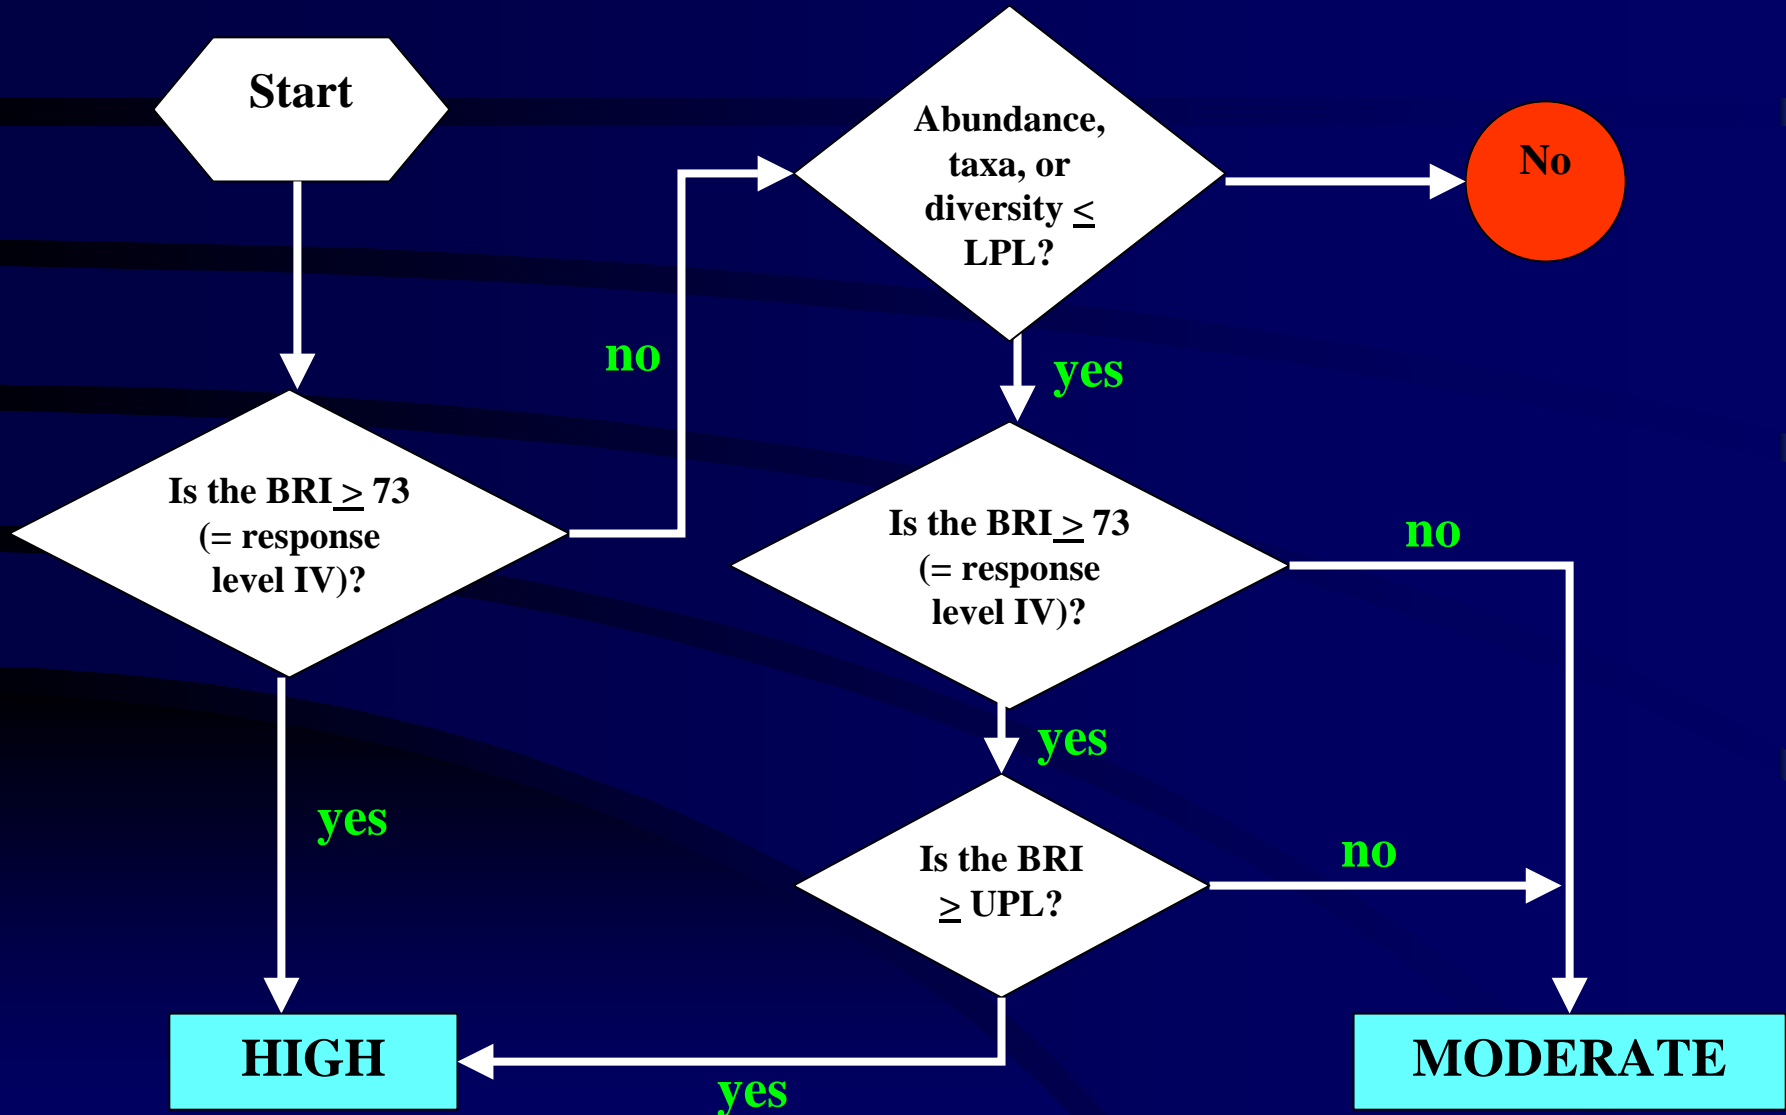 Start
Abundance,
taxa, or
diversity ≤
LPL?
No
no
yes
Is the BRI ≥ 73
(= response
level IV)?
Is the BRI ≥ 73
(= response
level IV)?
no
yes
yes
Is the BRI
≥ UPL?
no
HIGH
yes
MODERATE